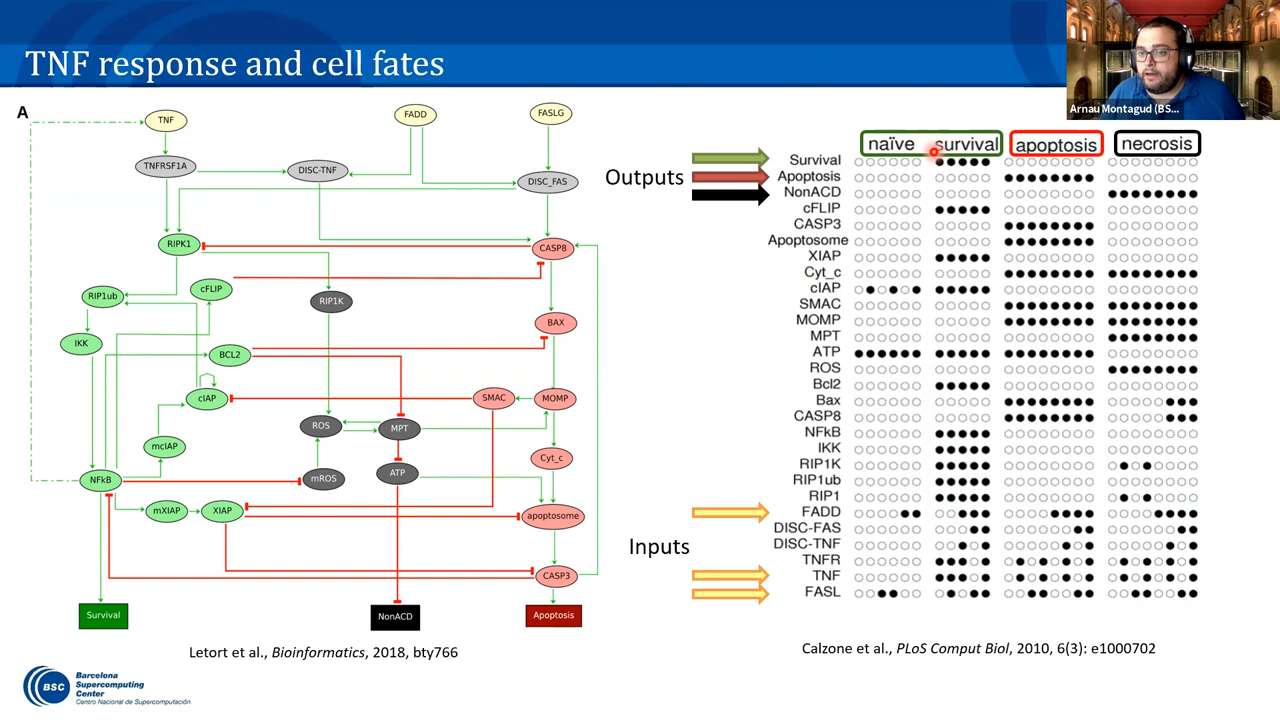 TNF response and cell fates
Arnau Montagud (BS...
A
TNF
FADD
FASLG
TNFRSF1A
DISC-TNF
DISC_FAS
RIPK1
CASP8
cFLIP
RIP1ub
RIP1K
BAX
IKK
BCL2
cIAP
SMAC
MOMP
ROS
MPT
mcIAP
Cyt_c
NFkB
mROS
ATP
mXIAP
XIAP
apoptosome
CASP3
Survival
NonACD
Apoptosis
Letort et al., Bioinformatics, 2018, bty766
naïve
survival
apoptosis
necrosis
Outputs
Survival
Apoptosis
NonACD
cFLIP
CASP3
Apoptosome
XIAP
Cyt_c
cIAP
SMAC
MOMP
MPT
ATP
ROS
Bcl2
Bax
CASP8
NFkB
IKK
RIP1K
RIP1ub
RIP1
FADD
Inputs
DISC-FAS
DISC-TNF
TNFR
TNF
FASL
Calzone et al., PLoS Comput Biol, 2010, 6(3): e1000702
BSC
Barcelona
Supercomputing
Center
Centro Nacional de Supercomputación